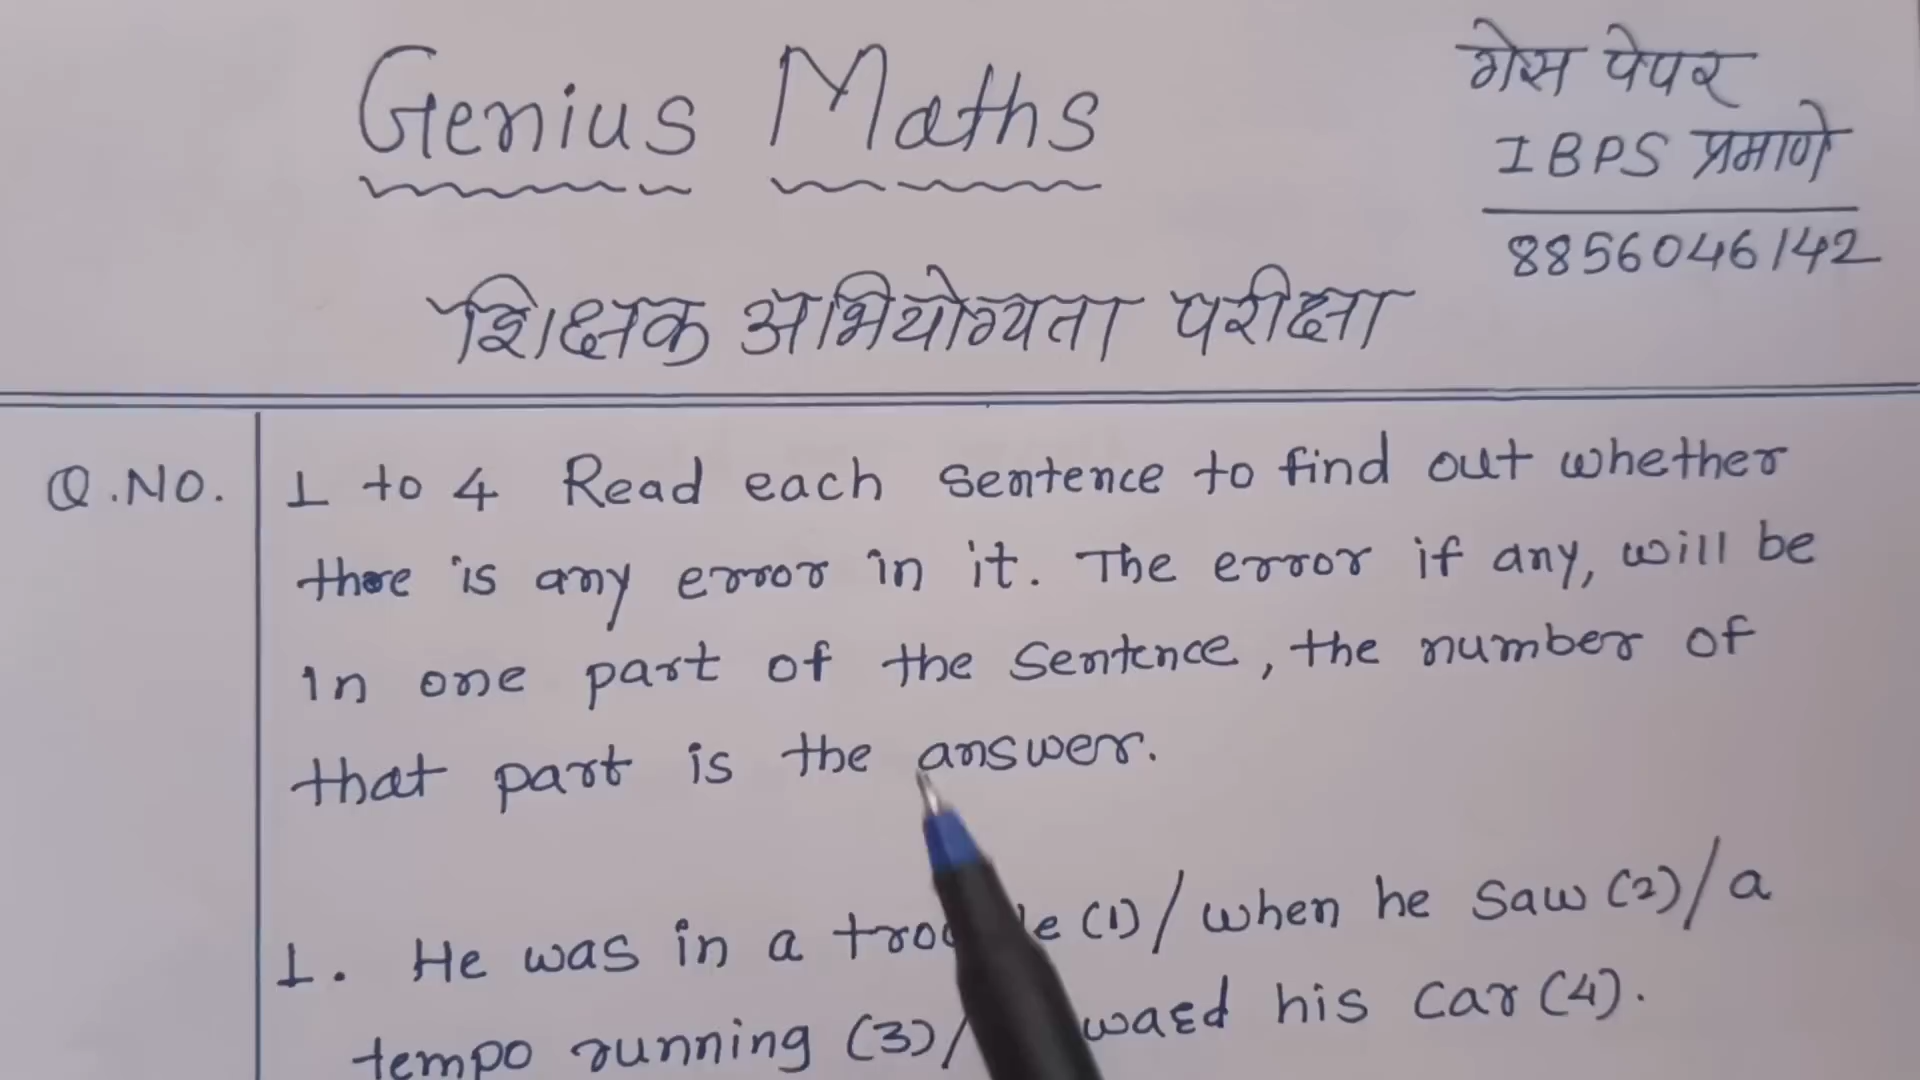 Genius Maths
गेस पेपर
IBPS प्रमाणे
8856046142
शिक्षक अभियोग्यता परीक्षा
Q.NO.
1 to 4 Read each sentence to find out whether
there is any error in it. The error if any, will be
in one part of the sentence, the number of
that part is the answer.
1. He was in a (1)/ when he saw (2)/ a
tempo running (3)/ his car (4).